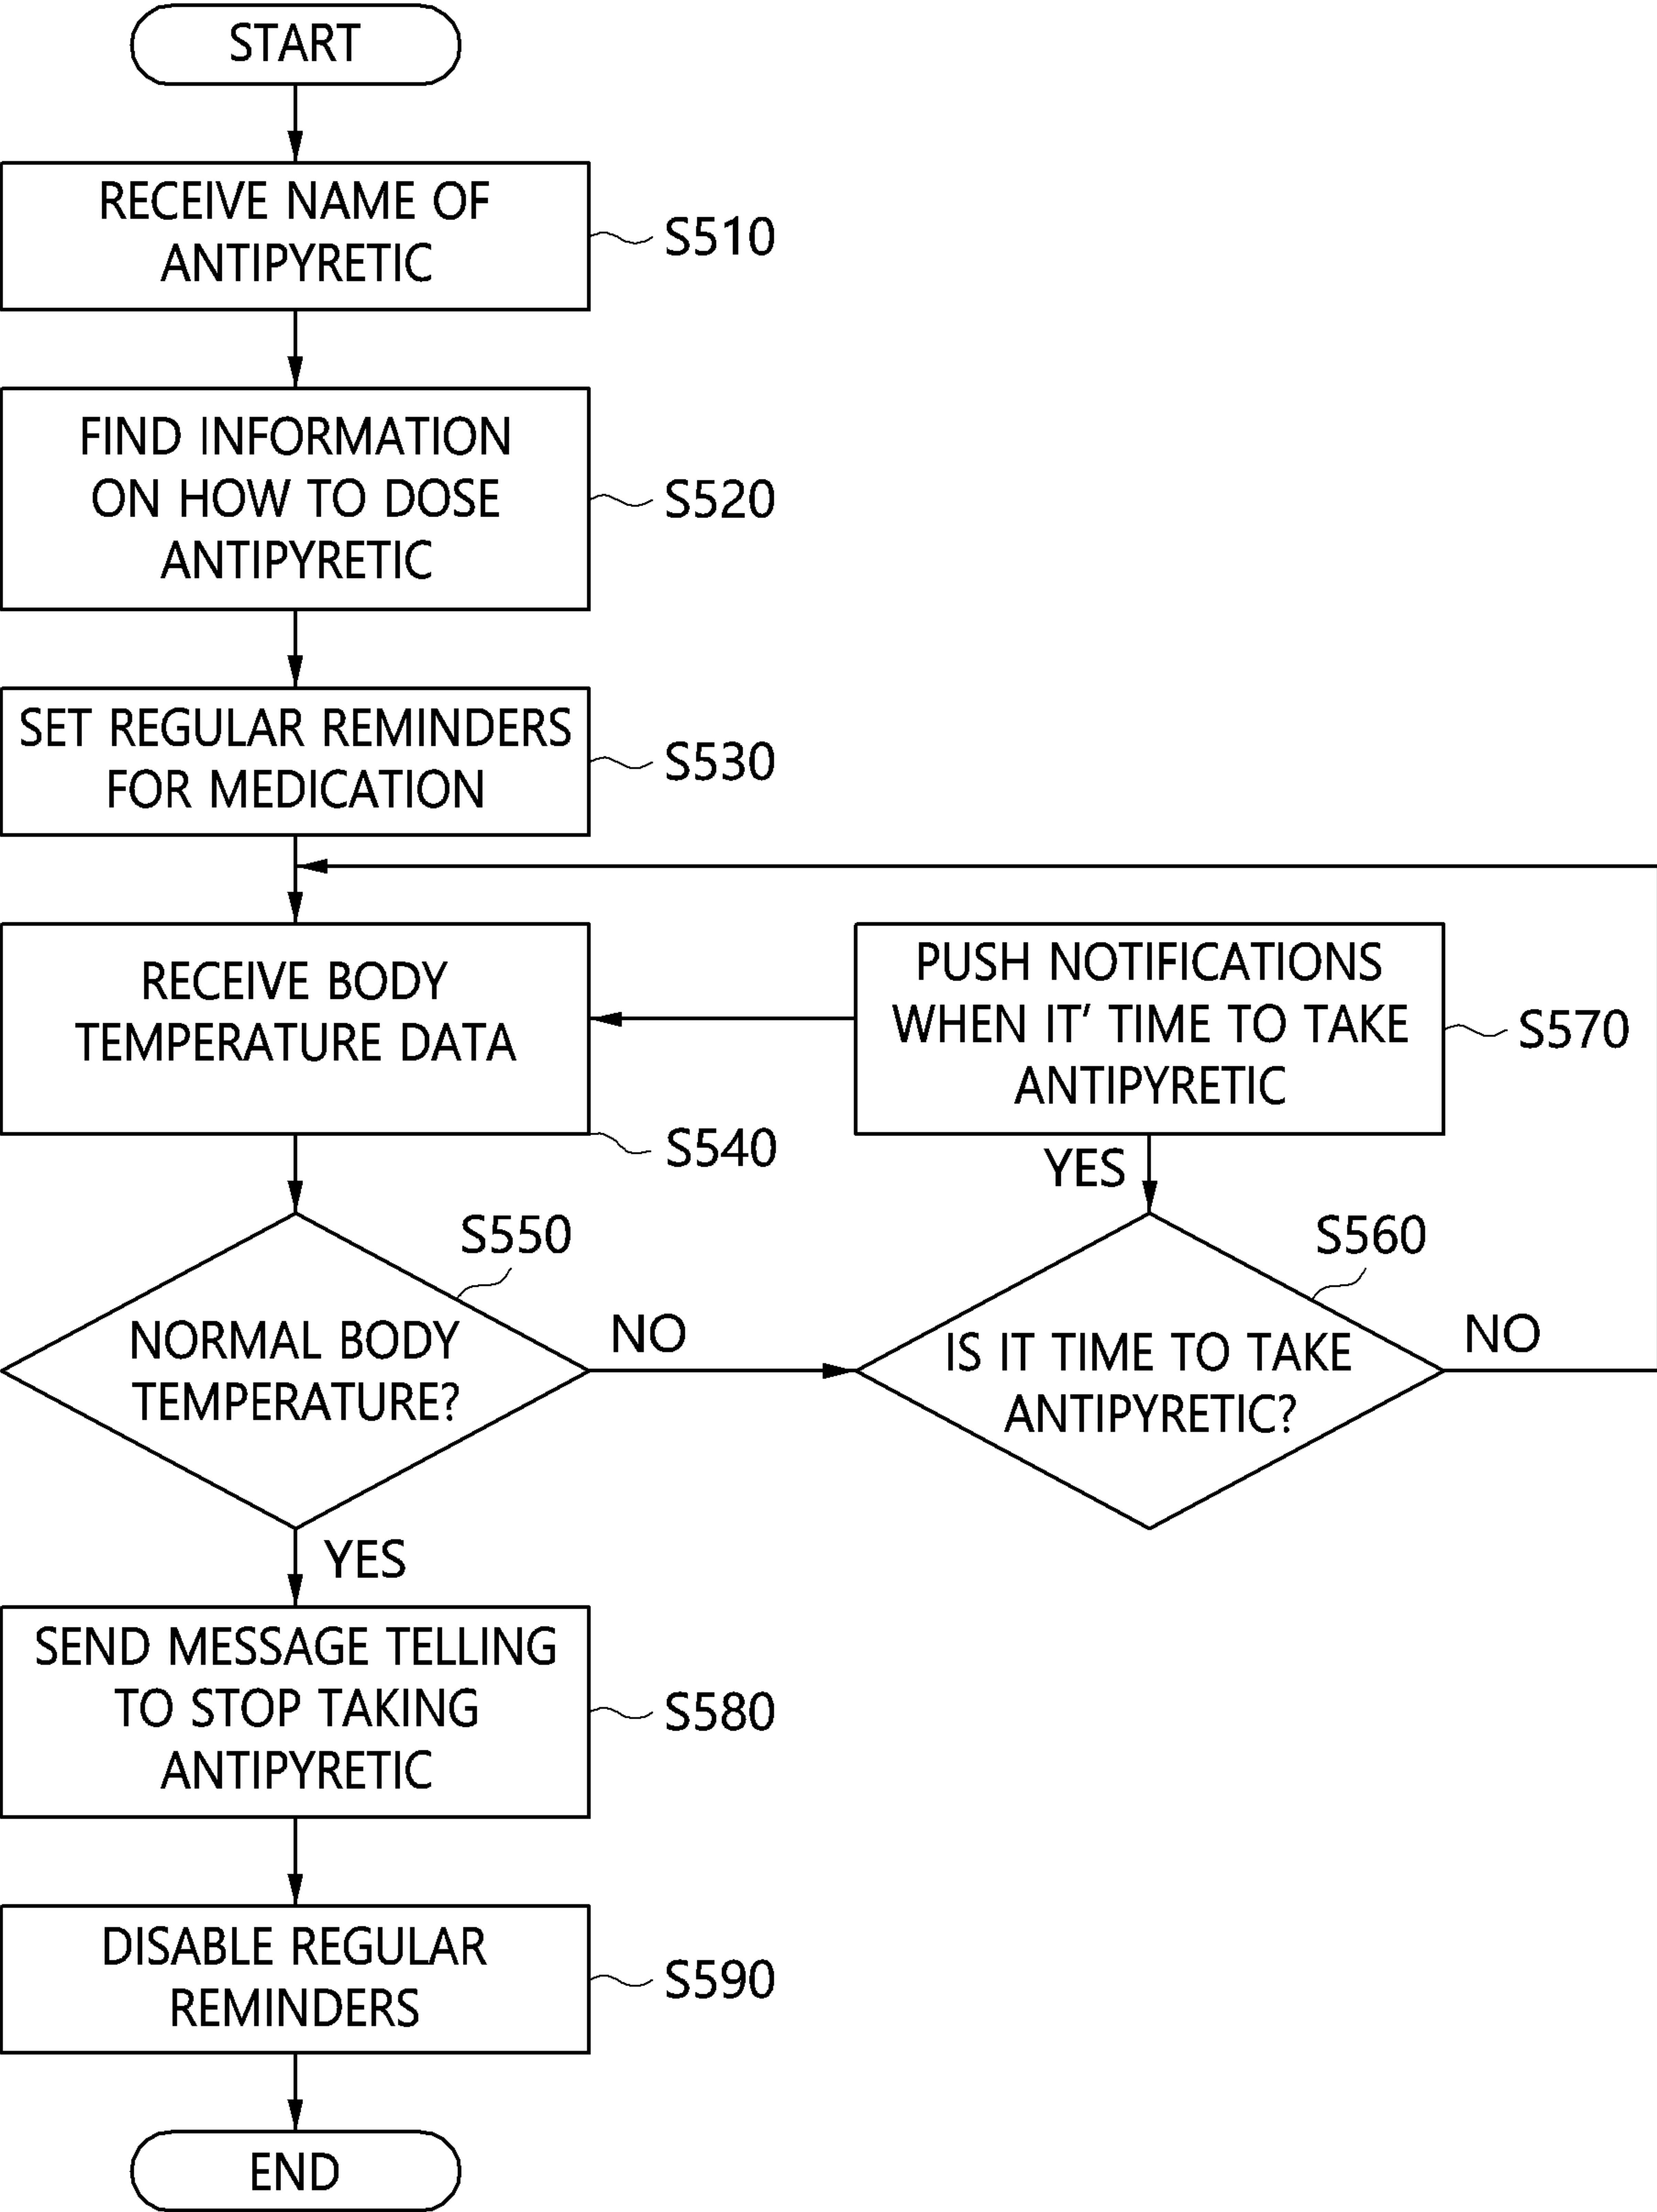 START
RECEIVE NAME OF
ANTIPYRETIC
S510
FIND INFORMATION
ON HOW TO DOSE
ANTIPYRETIC
S520
SET REGULAR REMINDERS
FOR MEDICATION
S530
RECEIVE BODY
TEMPERATURE DATA
S540
PUSH NOTIFICATIONS
WHEN IT’ TIME TO TAKE
ANTIPYRETIC
S570
YES
S550
NORMAL BODY
TEMPERATURE?
NO
S560
IS IT TIME TO TAKE
ANTIPYRETIC?
NO
YES
SEND MESSAGE TELLING
TO STOP TAKING
ANTIPYRETIC
S580
DISABLE REGULAR
REMINDERS
S590
END